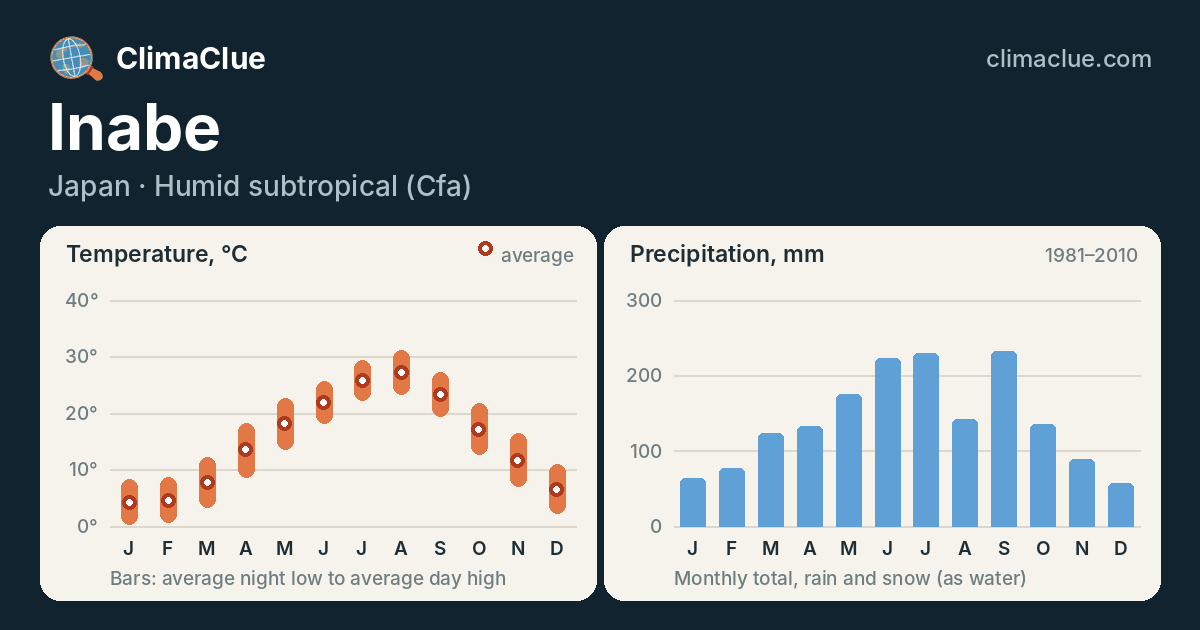 ClimaClue
climaclue.com
Inabe
Japan · Humid subtropical (Cfa)
Temperature, °C
average
40°
30°
20°
10°
0°
J F M A M J J A S O N D
Bars: average night low to average day high
Precipitation, mm
1981–2010
300
200
100
0
J F M A M J J A S O N D
Monthly total, rain and snow (as water)